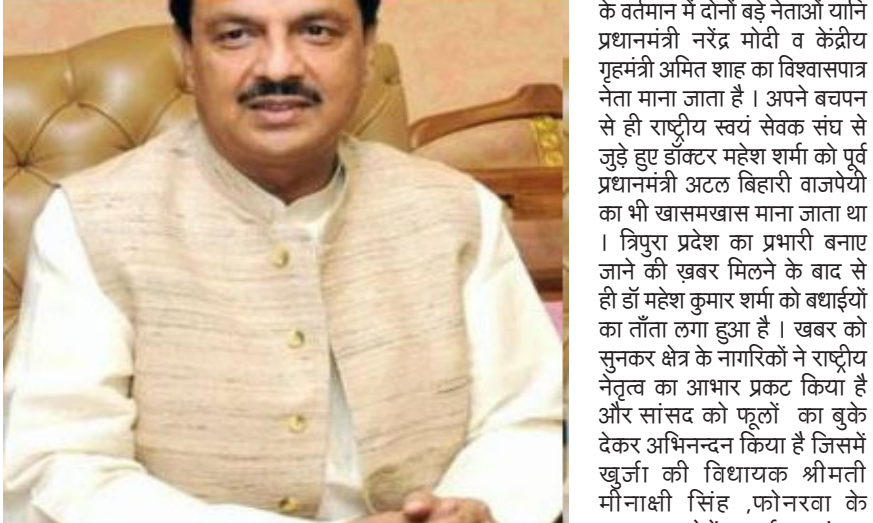 के वर्तमान में दोनों बड़े नेताओं यानि
प्रधानमंत्री नरेंद्र मोदी व केंद्रीय
गृहमंत्री अमित शाह का विश्वासपात्र
नेता माना जाता है । अपने बचपन
से ही राष्ट्रीय स्वयं सेवक संघ से
जुड़े हुए डॉक्टर महेश शर्मा को पूर्व
प्रधानमंत्री अटल बिहारी वाजपेयी
का भी खासमखास माना जाता था
। त्रिपुरा प्रदेश का प्रभारी बनाए
जाने की ख़बर मिलने के बाद से
ही डॉ महेश कुमार शर्मा को बधाईयों
का ताँता लगा हुआ है । खबर को
सुनकर क्षेत्र के नागरिकों ने राष्ट्रीय
नेतृत्व का आभार प्रकट किया है
और सांसद को फूलों का बुके
देकर अभिनन्दन किया है जिसमें
खुर्जा की विधायक श्रीमती
मीनाक्षी सिंह ,फोनरवा के